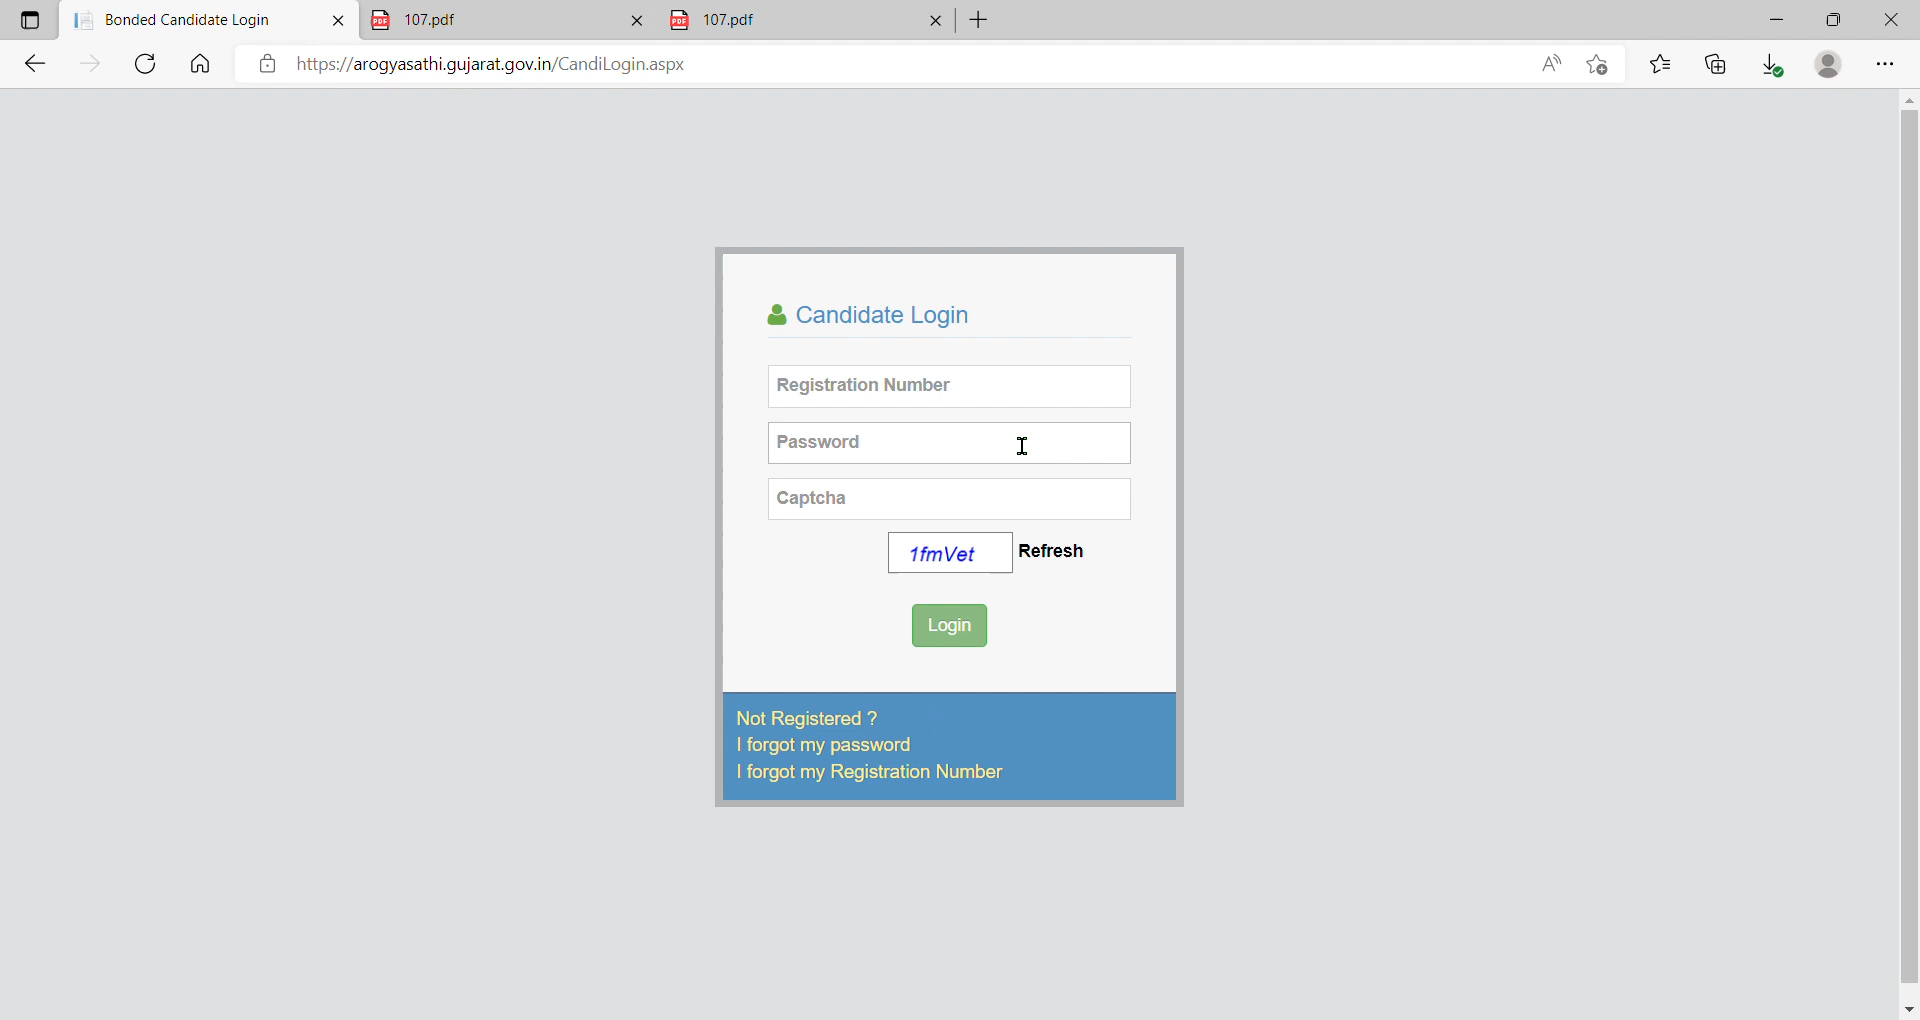 Bonded Candidate Login
107.pdf
107.pdf
https://arogyasathi.gujarat.gov.in/CandiLogin.aspx
Candidate Login
Registration Number
Password
Captcha
1fmVet Refresh
Login
Not Registered ?
I forgot my password
I forgot my Registration Number